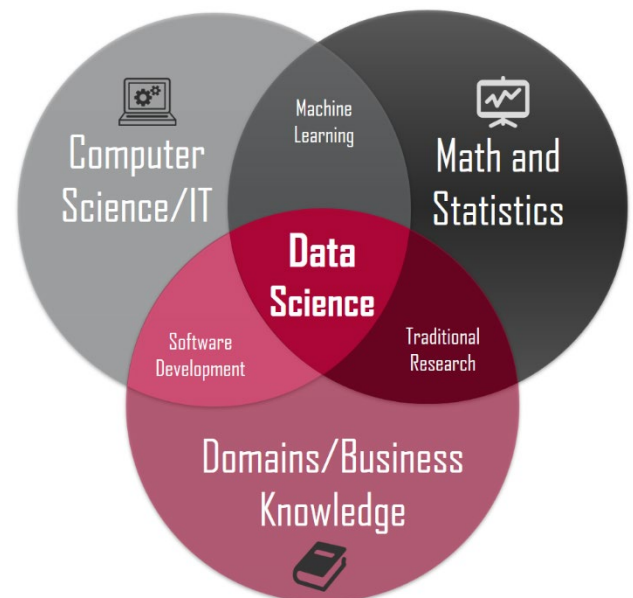 Machine
Learning
Computer
Science/IT
Math and
Statistics
Data
Science
Software
Development
Traditional
Research
Domains/Business
Knowledge